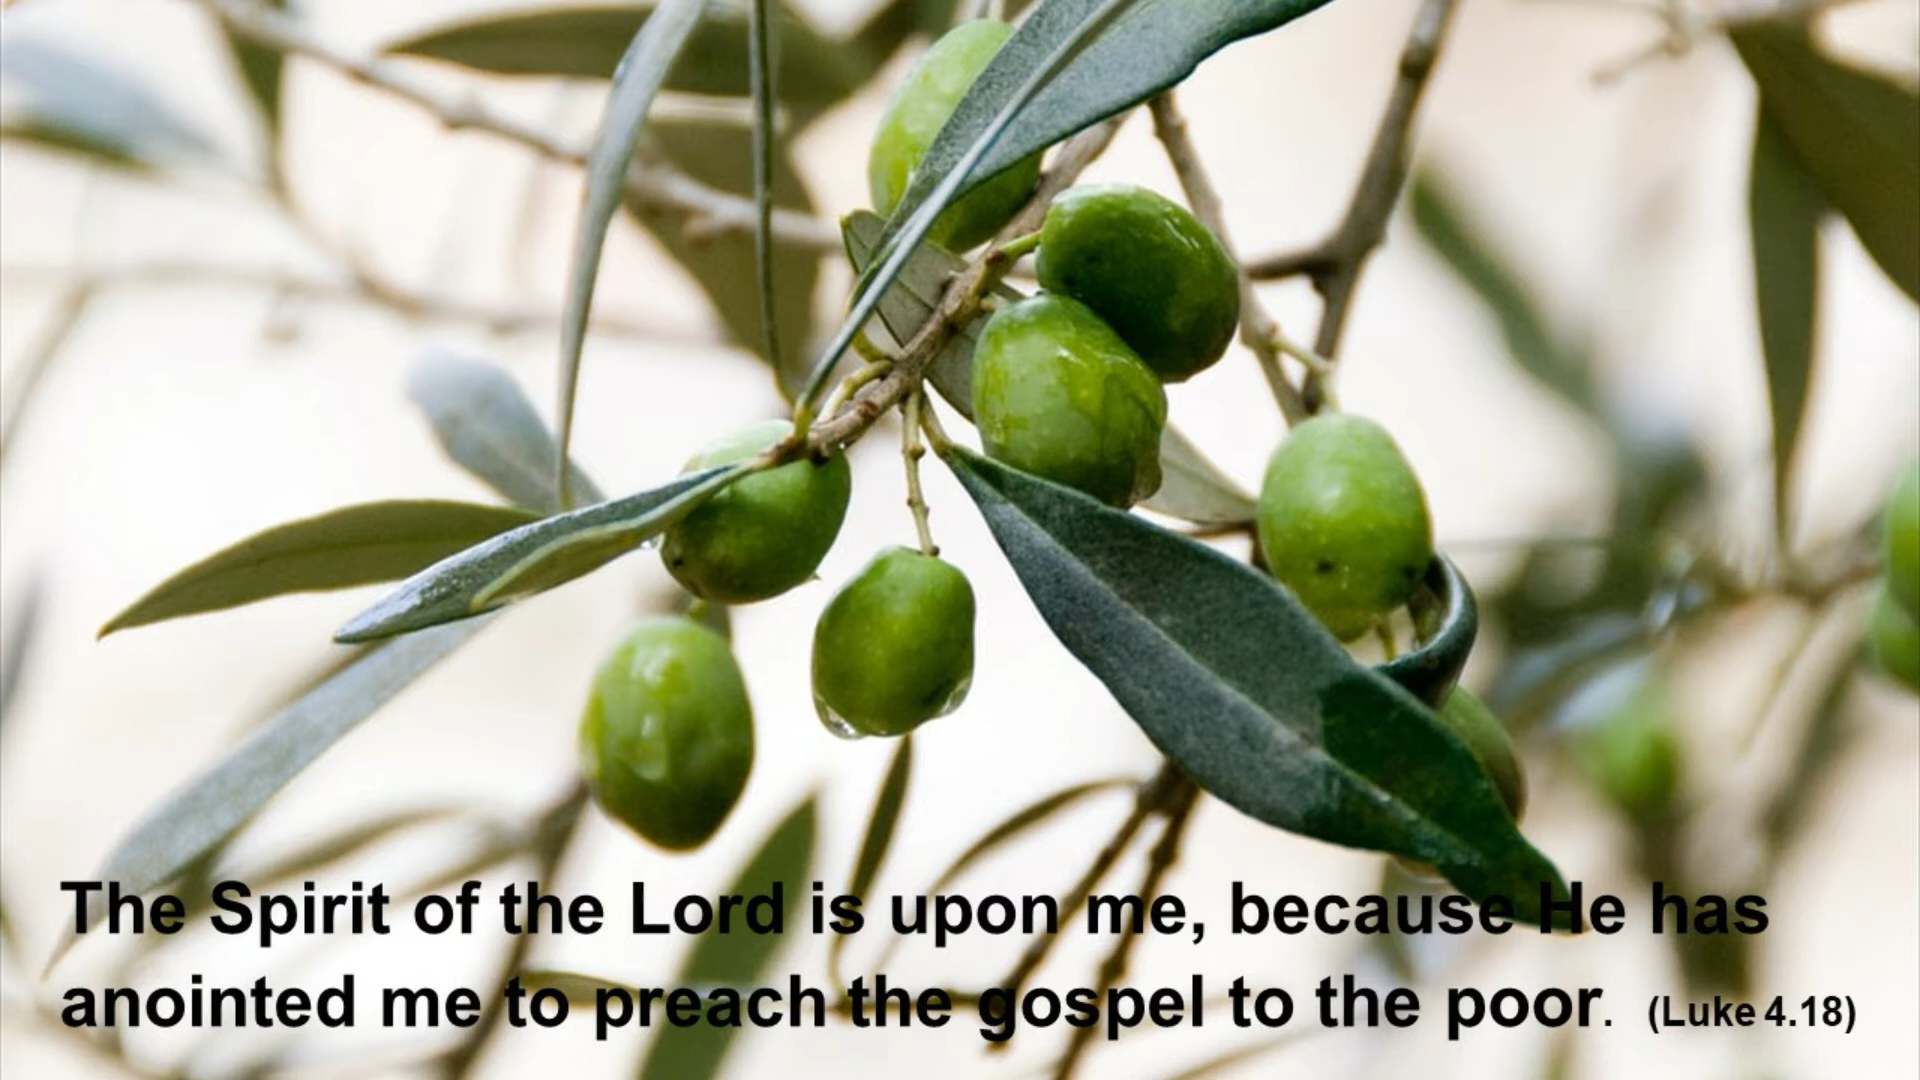 The Spirit of the Lord is upon me, because He has
anointed me to preach the gospel to the poor. (Luke 4.18)